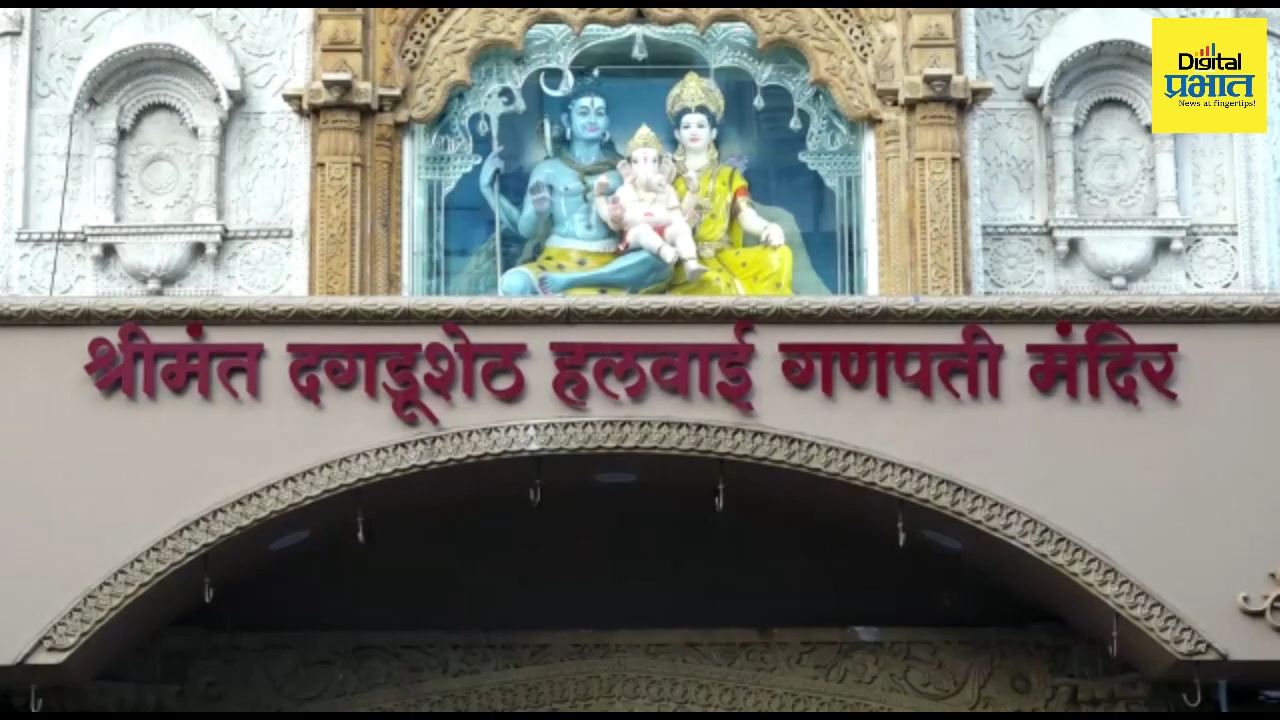 Digital
प्रभात
News at fingertips!
श्रीमंत दगडूशेठ हलवाई गणपती मंदिर